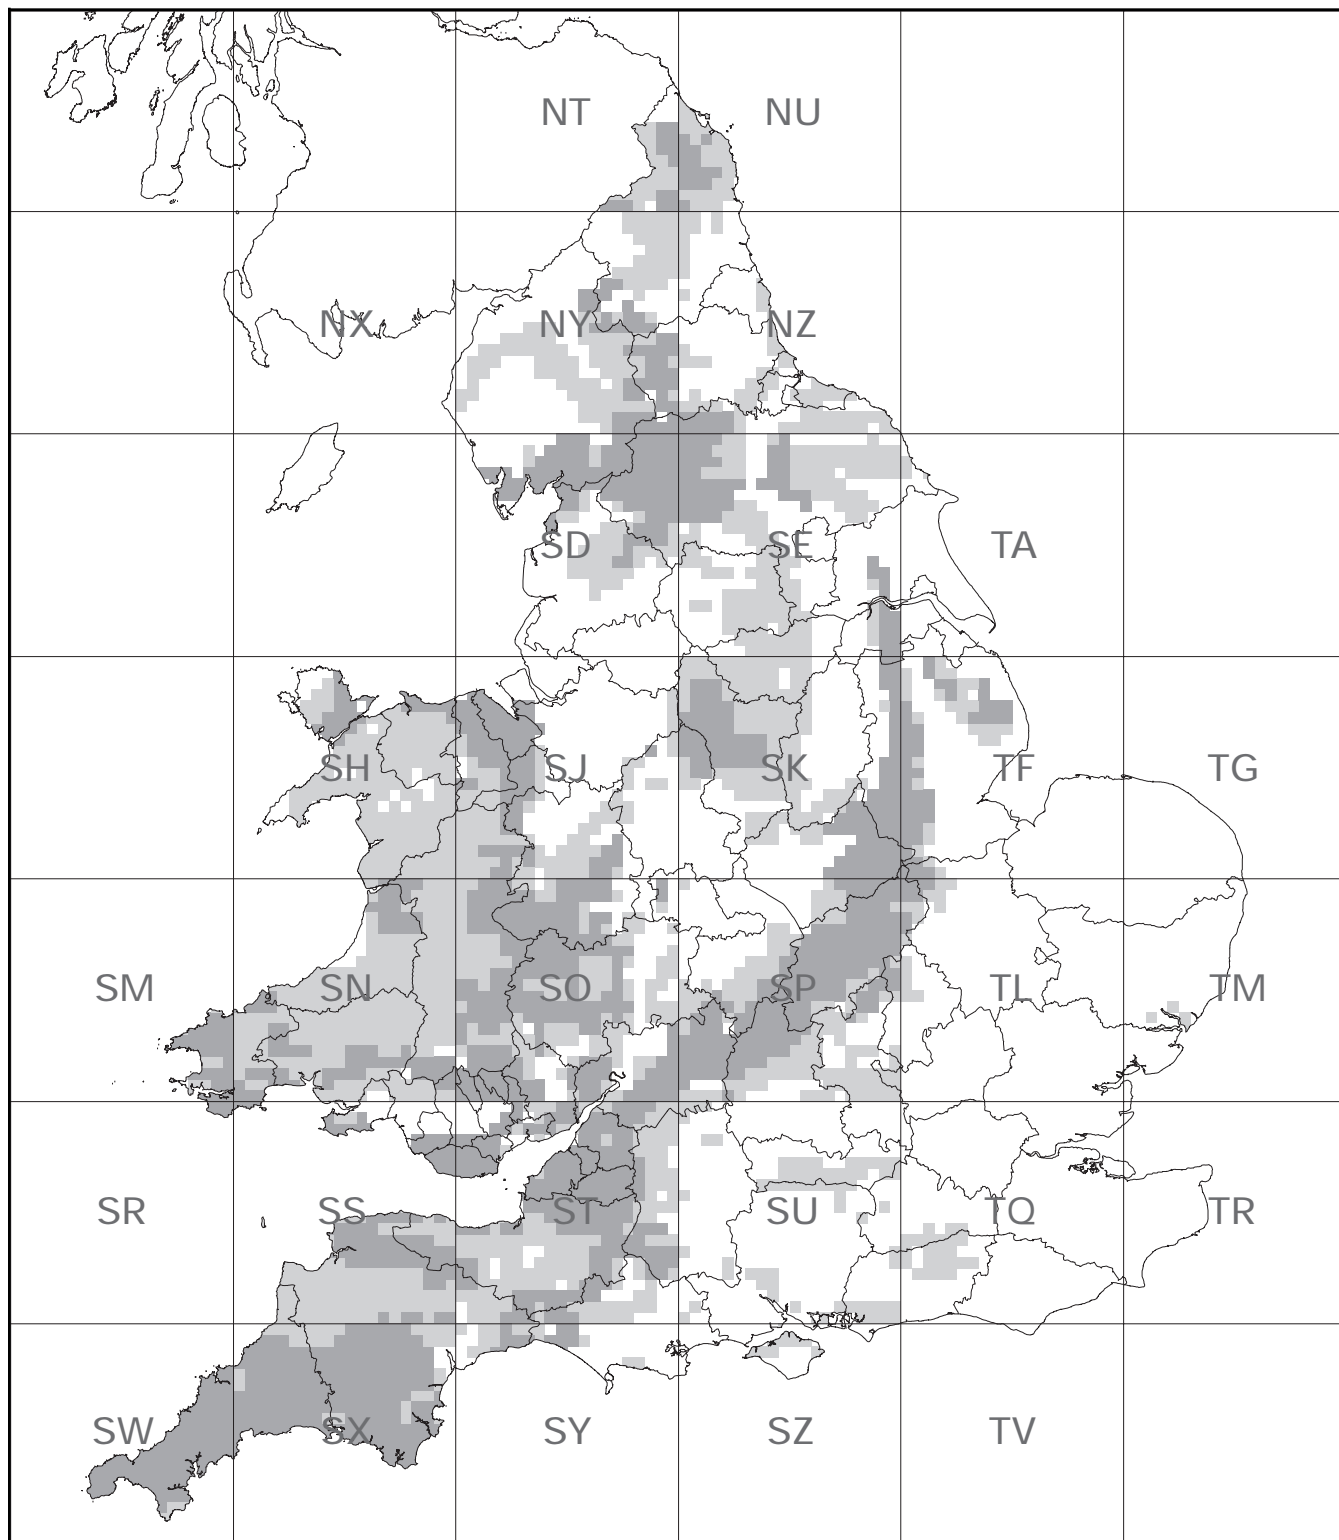 NT NU
NX NY NZ
SD SE TA
SH SJ SK TF TG
SM SN SO SP TL TM
SR SS ST SU TQ TR
SW SX SY SZ TV